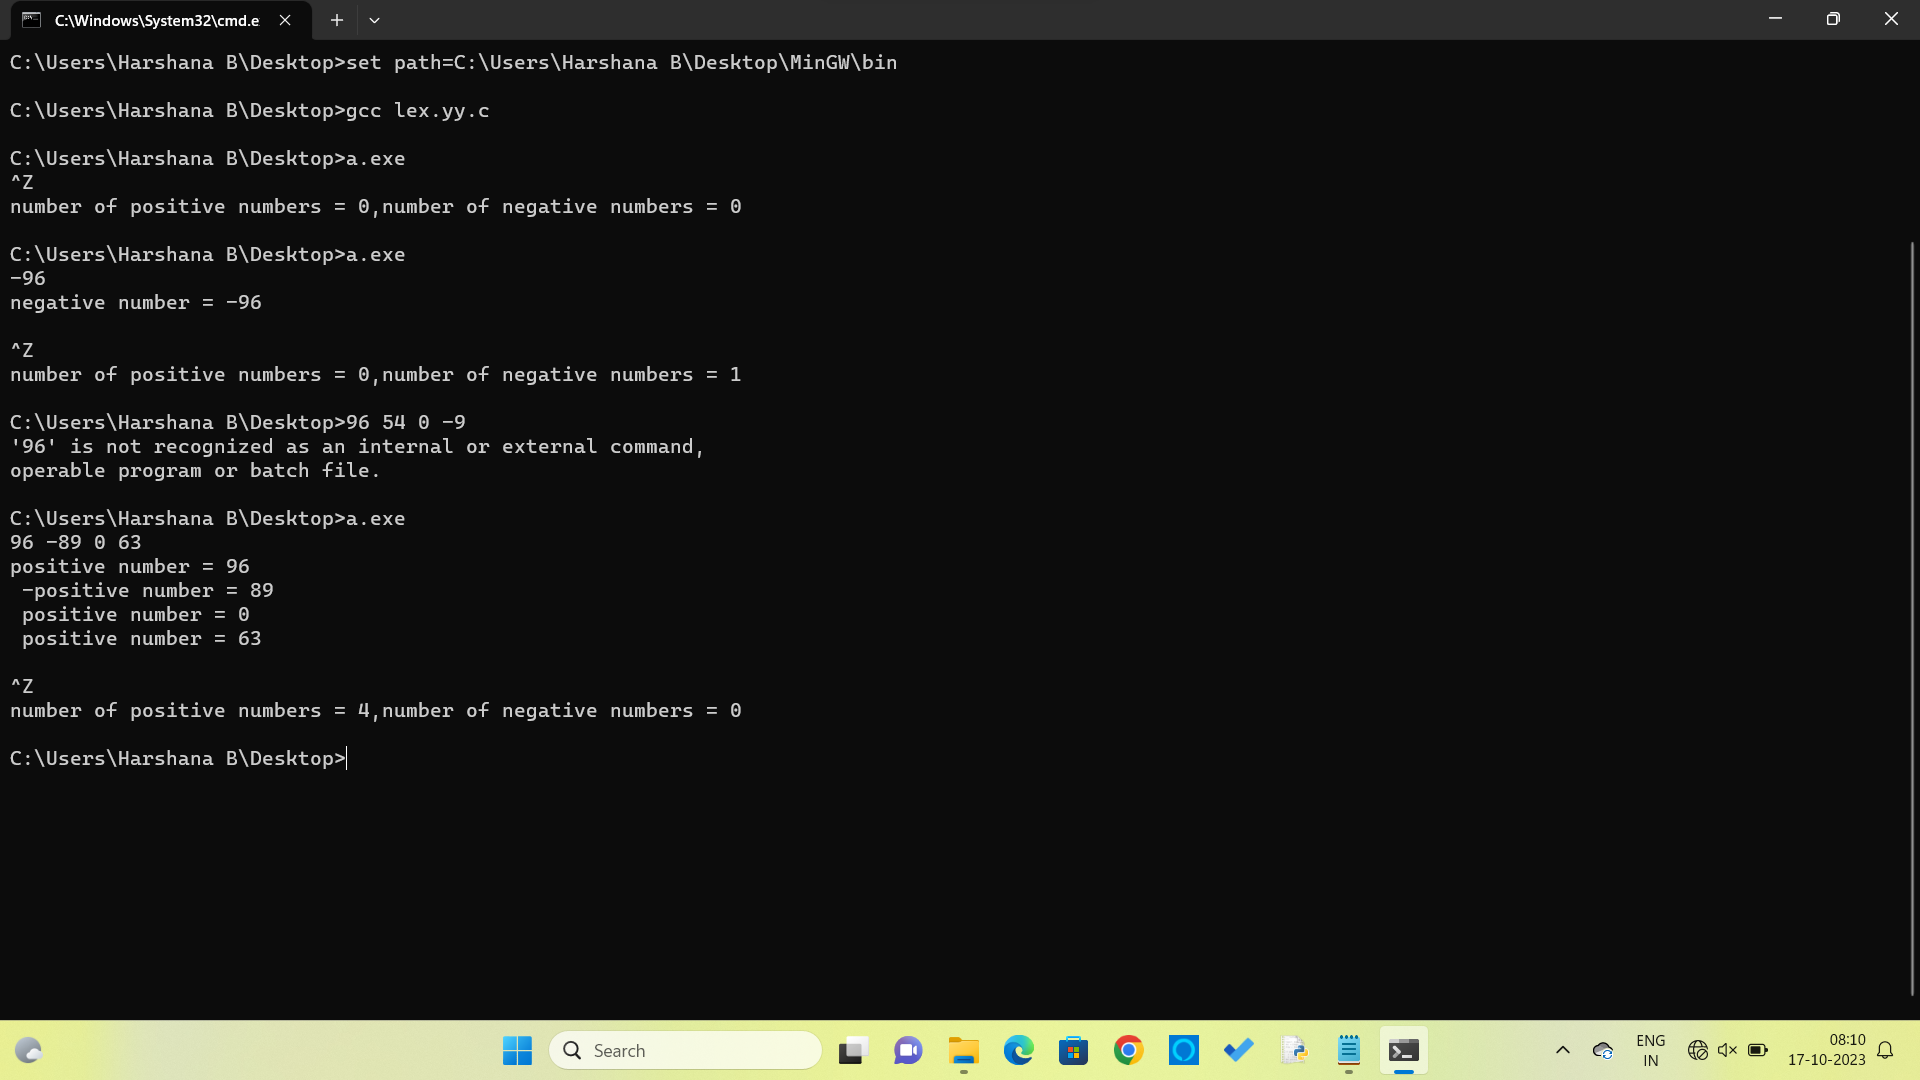 C:\Windows\System32\cmd.e
C:\Users\Harshana B\Desktop>set path=C:\Users\Harshana B\Desktop\MinGW\bin
C:\Users\Harshana B\Desktop>gcc lex.yy.c
C:\Users\Harshana B\Desktop>a.exe
^Z
number of positive numbers = 0,number of negative numbers = 0
C:\Users\Harshana B\Desktop>a.exe
-96
negative number = -96
^Z
number of positive numbers = 0,number of negative numbers = 1
C:\Users\Harshana B\Desktop>96 54 0 -9
'96' is not recognized as an internal or external command,
operable program or batch file.
C:\Users\Harshana B\Desktop>a.exe
96 -89 0 63
positive number = 96
 -positive number = 89
 positive number = 0
 positive number = 63
^Z
number of positive numbers = 4,number of negative numbers = 0
C:\Users\Harshana B\Desktop>
Search
ENG
IN
08:10
17-10-2023